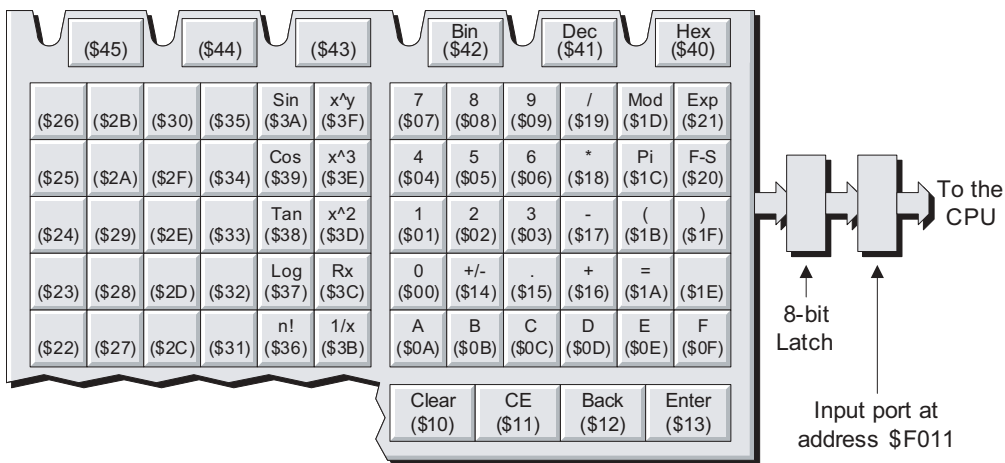 ($45) ($44) ($43) Bin Dec Hex
($42) ($41) ($40)
Sin x^y 7 8 9 / Mod Exp
($26) ($2B) ($30) ($35) ($3A) ($3F) ($07) ($08) ($09) ($19) ($1D) ($21)
Cos x^3 4 5 6 * Pi F-S
($25) ($2A) ($2F) ($34) ($39) ($3E) ($04) ($05) ($06) ($18) ($1C) ($20)
Tan x^2 1 2 3 - ( )
($24) ($29) ($2E) ($33) ($38) ($3D) ($01) ($02) ($03) ($17) ($1B) ($1F)
Log Rx 0 +/- . + =
($23) ($28) ($2D) ($32) ($37) ($3C) ($00) ($14) ($15) ($16) ($1A) ($1E)
n! 1/x A B C D E F
($22) ($27) ($2C) ($31) ($36) ($3B) ($0A) ($0B) ($0C) ($0D) ($0E) ($0F)
Clear CE Back Enter
($10) ($11) ($12) ($13)
To the
CPU
8-bit
Latch
Input port at
address $F011